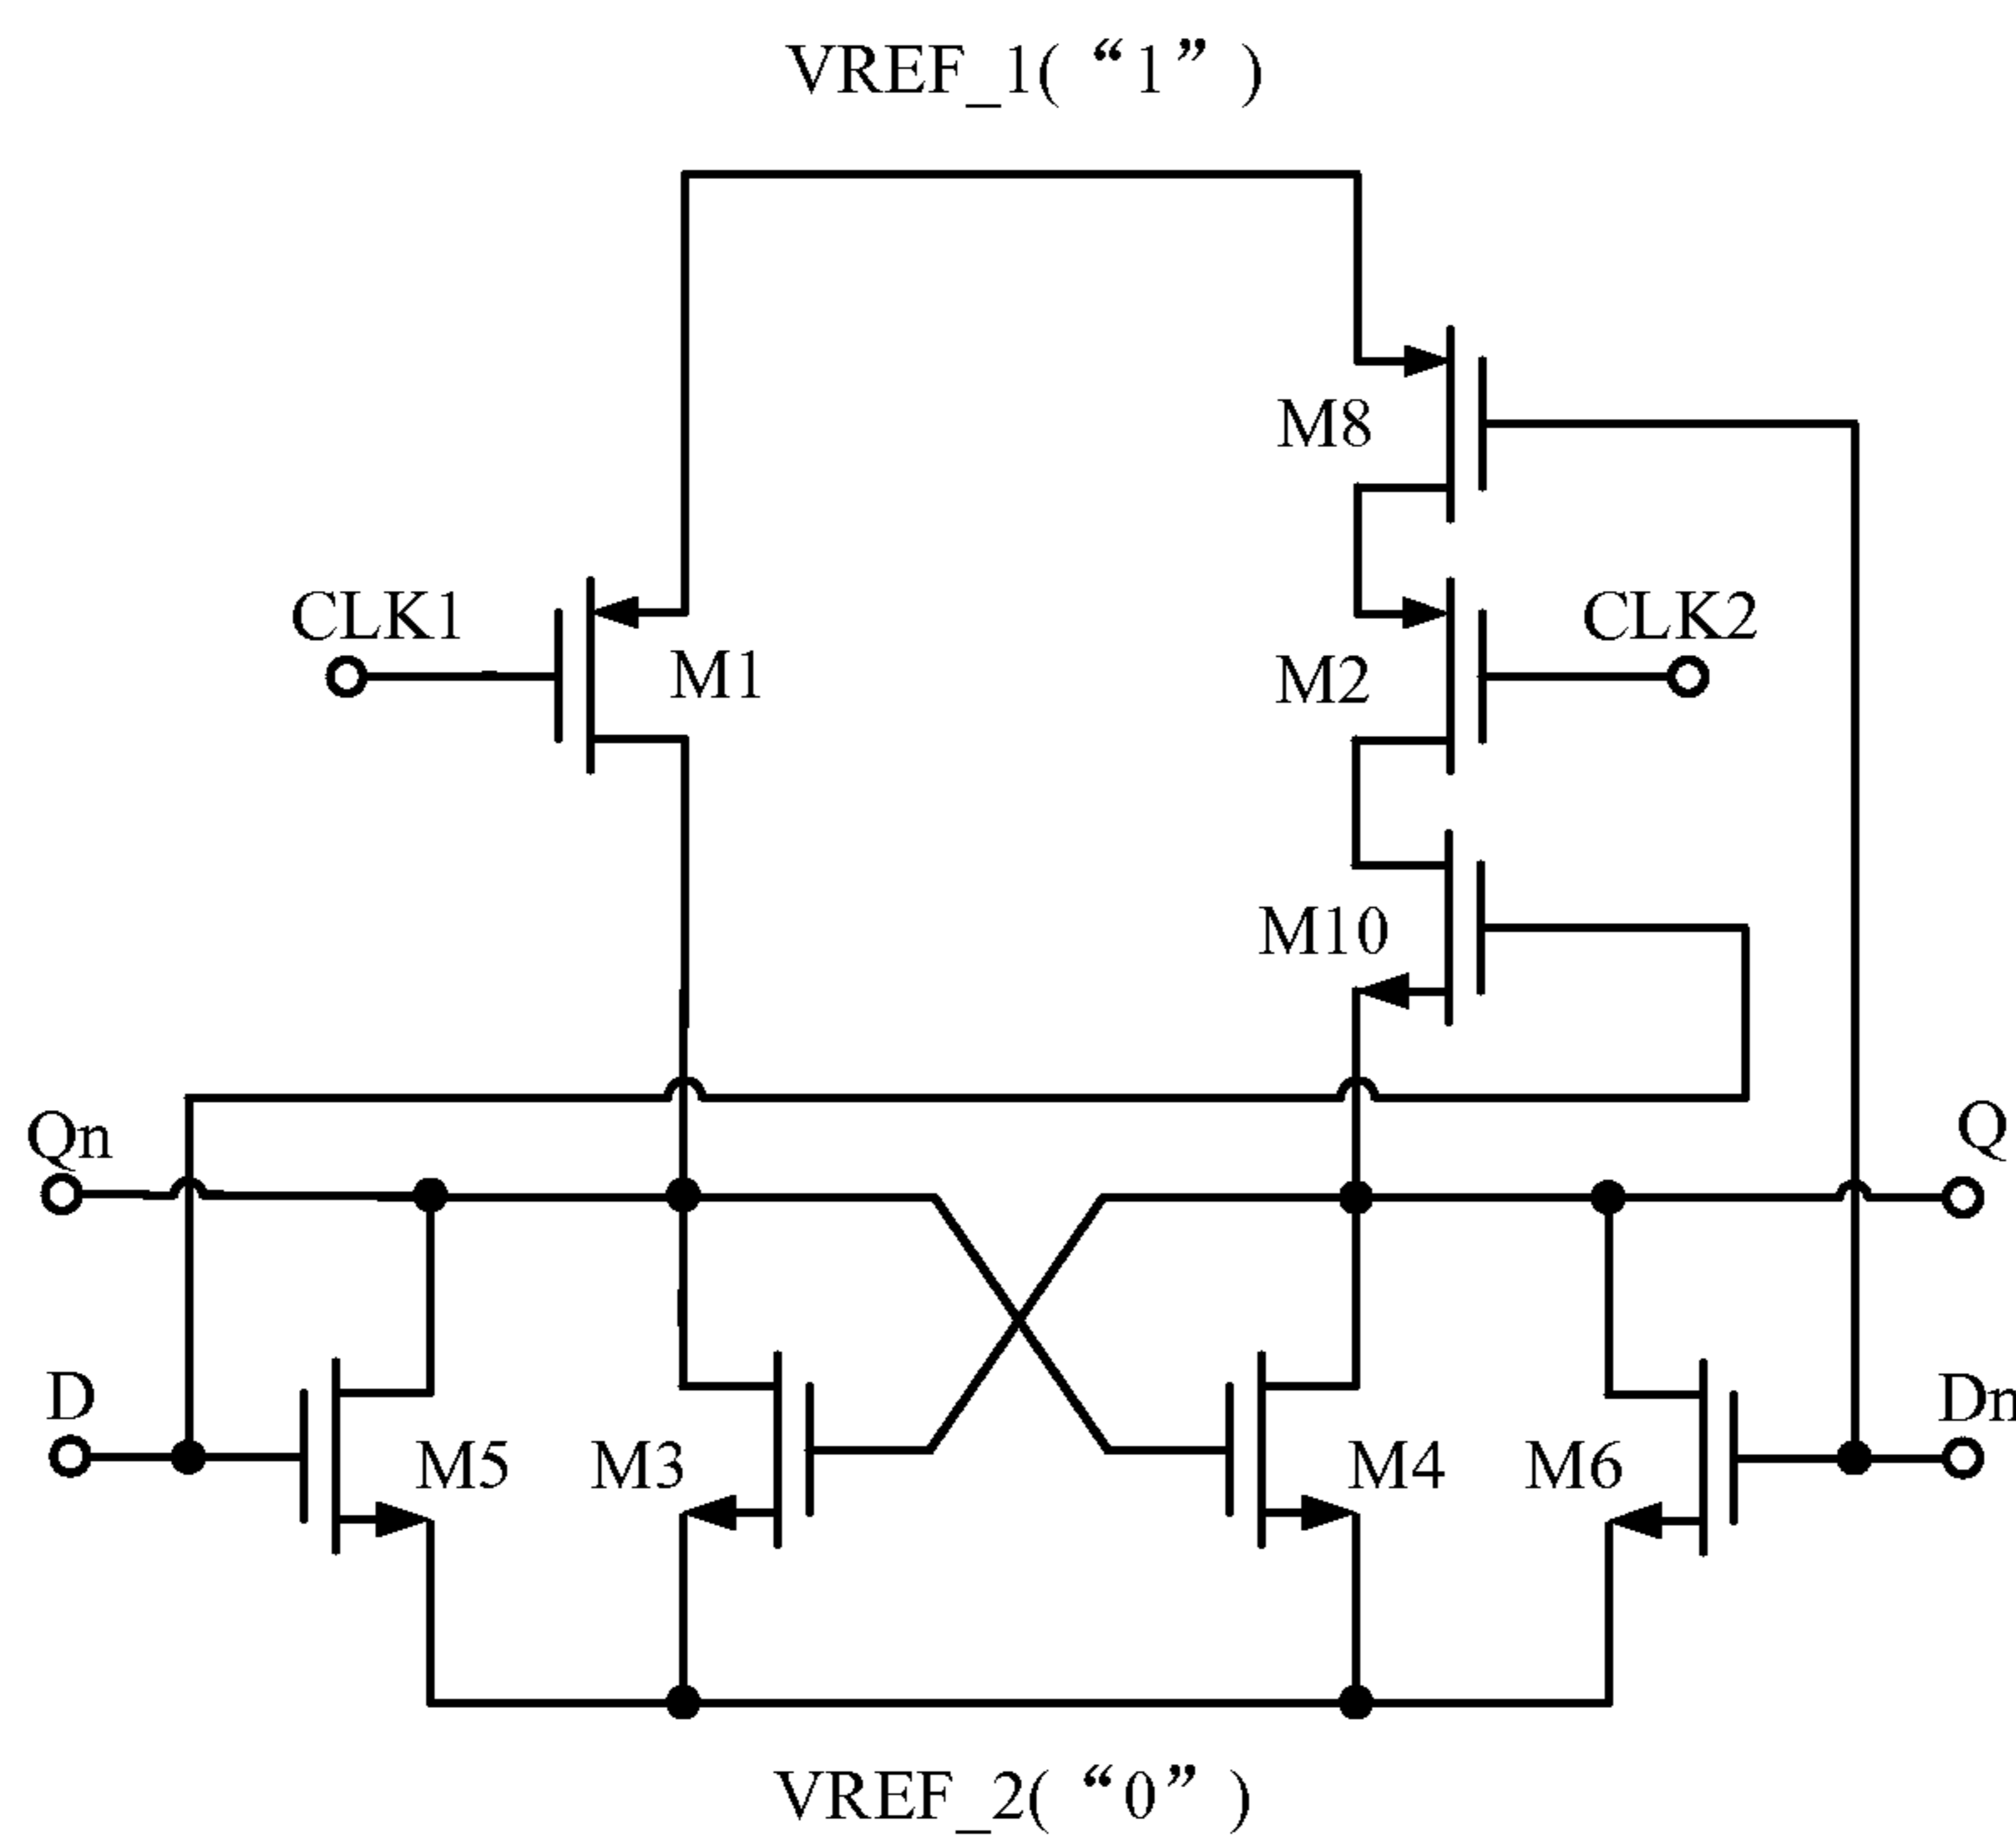 VREF_1(“1”)
M8
CLK1
M1
M2
CLK2
M10
Qn
Q
D
M5
M3
M4
M6
Dn
VREF_2(“0”)